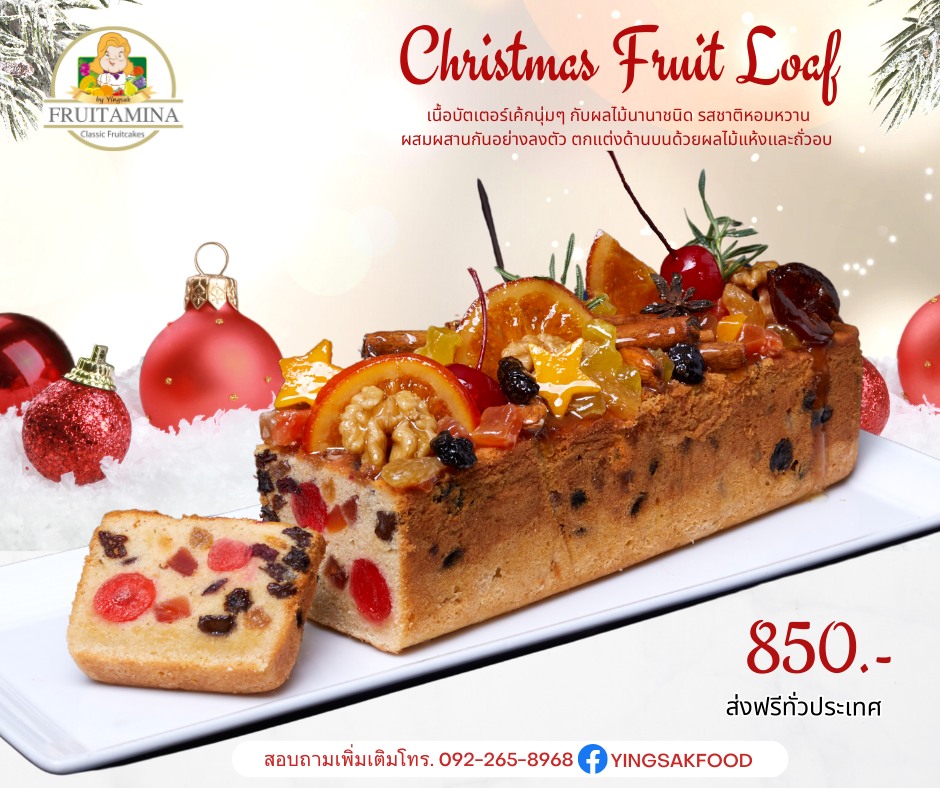 by Yingsak
FRUITAMINA
Classic Fruitcakes
Christmas Fruit Loaf
เนื้อบัตเตอร์เค้กนุ่มๆ กับผลไม้นานาชนิด รสชาติหอมหวาน
ผสมผสานกันอย่างลงตัว ตกแต่งด้านบนด้วยผลไม้แห้งและถั่วอบ
850.-
ส่งฟรีทั่วประเทศ
สอบถามเพิ่มเติมโทร. 092-265-8968 YINGSAKFOOD